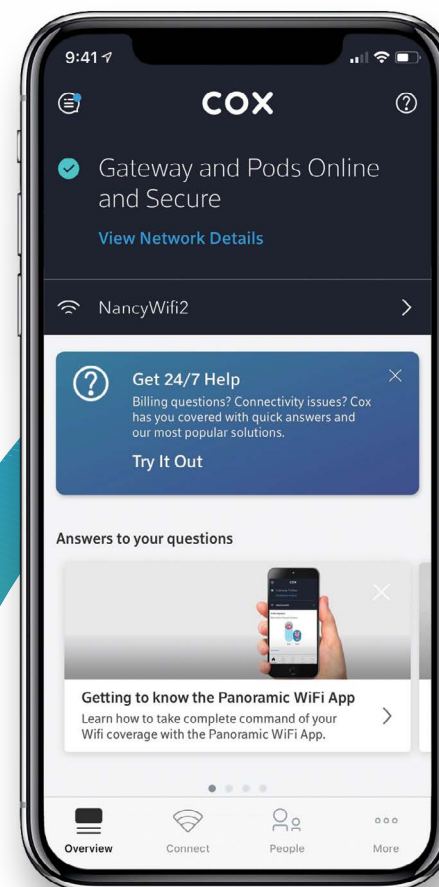 9:41
COX
Gateway and Pods Online
and Secure
View Network Details
NancyWifi2
Get 24/7 Help
Billing questions? Connectivity issues? Cox
has you covered with quick answers and
our most popular solutions.
Try It Out
Answers to your questions
Getting to know the Panoramic WiFi App
Learn how to take complete command of your
Wifi coverage with the Panoramic WiFi App.
Overview
Connect
People
More